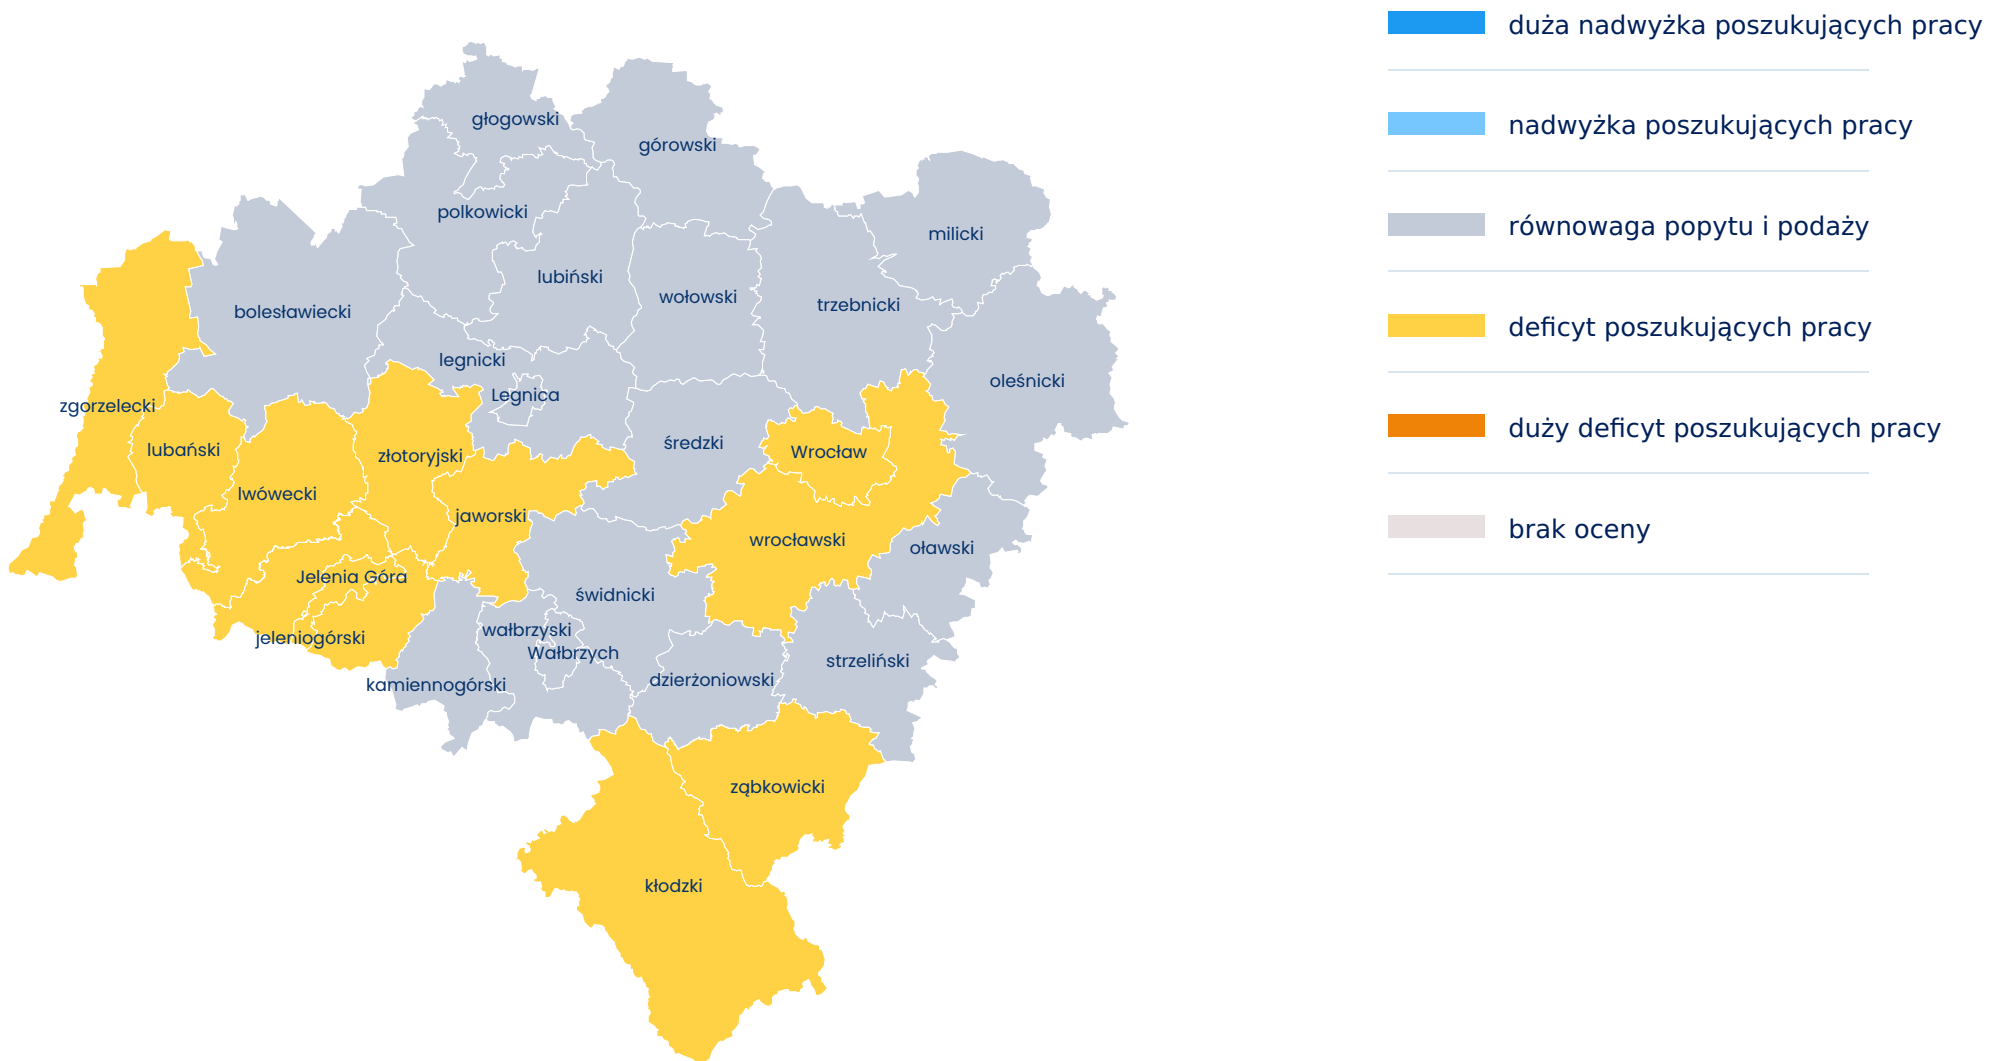 głogowski
górowski
polkowicki
milicki
lubiński
wołowski
trzebnicki
bolesławiecki
legnicki
Legnica
oleśnicki
zgorzelecki
lubański
złotoryjski
średzki
Wrocław
lwówecki
jaworski
wrocławski
oławski
Jelenia Góra
świdnicki
jeleniogórski
wałbrzyski
Wałbrzych
strzeliński
kamiennogórski
dzierżoniowski
ząbkowicki
kłodzki
duża nadwyżka poszukujących pracy
nadwyżka poszukujących pracy
równowaga popytu i podaży
deficyt poszukujących pracy
duży deficyt poszukujących pracy
brak oceny